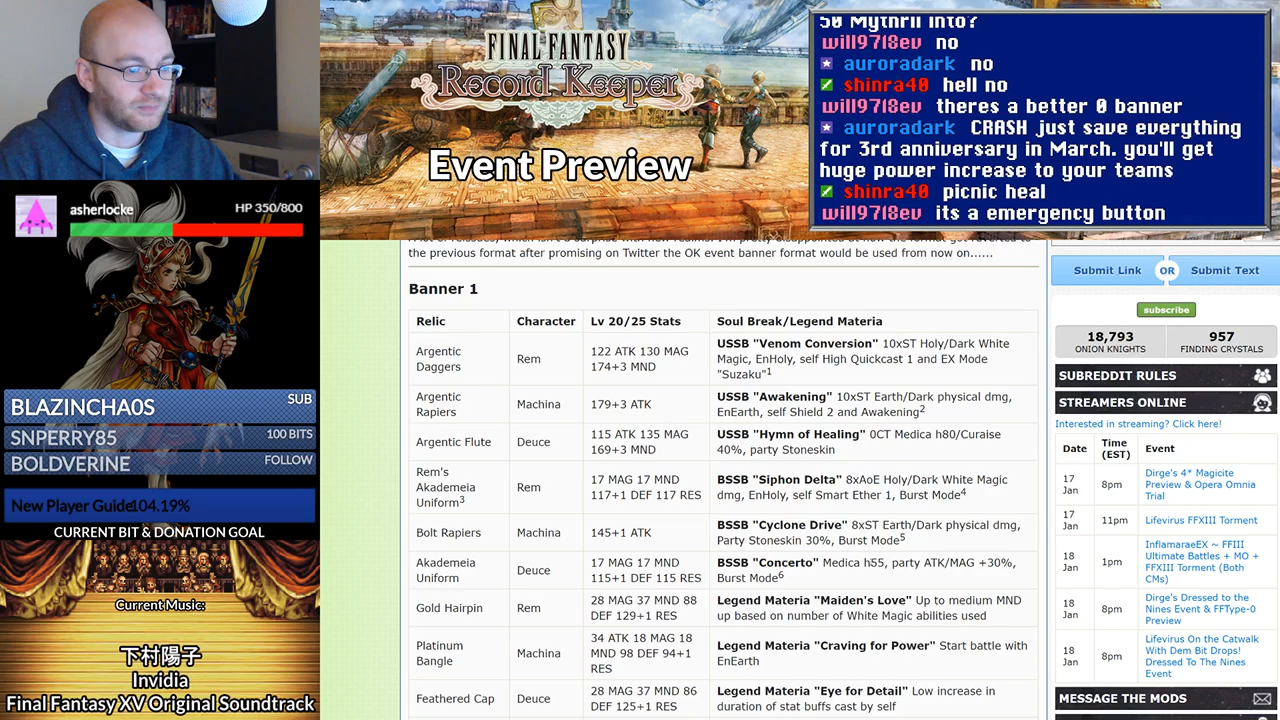 asherlocke
HP 350/800
BLAZINCHA0S
SUB
SNPERRY85
100 BITS
BOLDVERINE
FOLLOW
New Player Guide104.19%
CURRENT BIT & DONATION GOAL
Current Music:
下村陽子
Invidia
Final Fantasy XV Original Soundtrack
FINAL FANTASY
Record Keeper
Event Preview
50 Mythril into?
will9718ev no
auroradark no
shinra40 hell no
will9718ev theres a better 0 banner
auroradark CRASH just save everything
for 3rd anniversary in March. you'll get
huge power increase to your teams
shinra40 picnic heal
will9718ev its a emergency button
the previous format after promising on Twitter the OK event banner format would be used from now on......
Banner 1
Relic Character Lv 20/25 Stats Soul Break/Legend Materia
Argentic Daggers
Rem
122 ATK 130 MAG
174+3 MND
USSB "Venom Conversion" 10xST Holy/Dark White
Magic, EnHoly, self High Quickcast 1 and EX Mode
"Suzaku"1
Argentic Rapiers
Machina
179+3 ATK
USSB "Awakening" 10xST Earth/Dark physical dmg,
EnEarth, self Shield 2 and Awakening2
Argentic Flute
Deuce
115 ATK 135 MAG
169+3 MND
USSB "Hymn of Healing" 0CT Medica h80/Curaise
40%, party Stoneskin
Rem's
Akademeia
Uniform3
Rem
17 MAG 17 MND
117+1 DEF 117 RES
BSSB "Siphon Delta" 8xAoE Holy/Dark White Magic
dmg, EnHoly, self Smart Ether 1, Burst Mode4
Bolt Rapiers
Machina
145+1 ATK
BSSB "Cyclone Drive" 8xST Earth/Dark physical dmg,
Party Stoneskin 30%, Burst Mode5
Akademeia
Uniform
Deuce
17 MAG 17 MND
115+1 DEF 115 RES
BSSB "Concerto" Medica h55, party ATK/MAG +30%,
Burst Mode6
Gold Hairpin
Rem
28 MAG 37 MND 88
DEF 129+1 RES
Legend Materia "Maiden's Love" Up to medium MND
up based on number of White Magic abilities used
Platinum
Bangle
Machina
34 ATK 18 MAG 18
MND 98 DEF 94+1
RES
Legend Materia "Craving for Power" Start battle with
EnEarth
Feathered Cap
Deuce
28 MAG 37 MND 86
DEF 125+1 RES
Legend Materia "Eye for Detail" Low increase in
duration of stat buffs cast by self
Submit Link OR Submit Text
subscribe
18,793
ONION KNIGHTS
957
FINDING CRYSTALS
SUBREDDIT RULES
STREAMERS ONLINE
Interested in streaming? Click here!
Date Time (EST) Event
17 Jan
8pm
Dirge's 4* Magicite
Preview & Opera Omnia
Trial
17 Jan
11pm
Lifevirus FFXIII Torment
18 Jan
1pm
InflamaraeEX ~ FFIII
Ultimate Battles + MO +
FFXIII Torment (Both
CMs)
18 Jan
8pm
Dirge's Dressed to the
Nines Event & FFType-0
Preview
18 Jan
8pm
Lifevirus On the Catwalk
With Dem Bit Drops!
Dressed To The Nines
Event
MESSAGE THE MODS